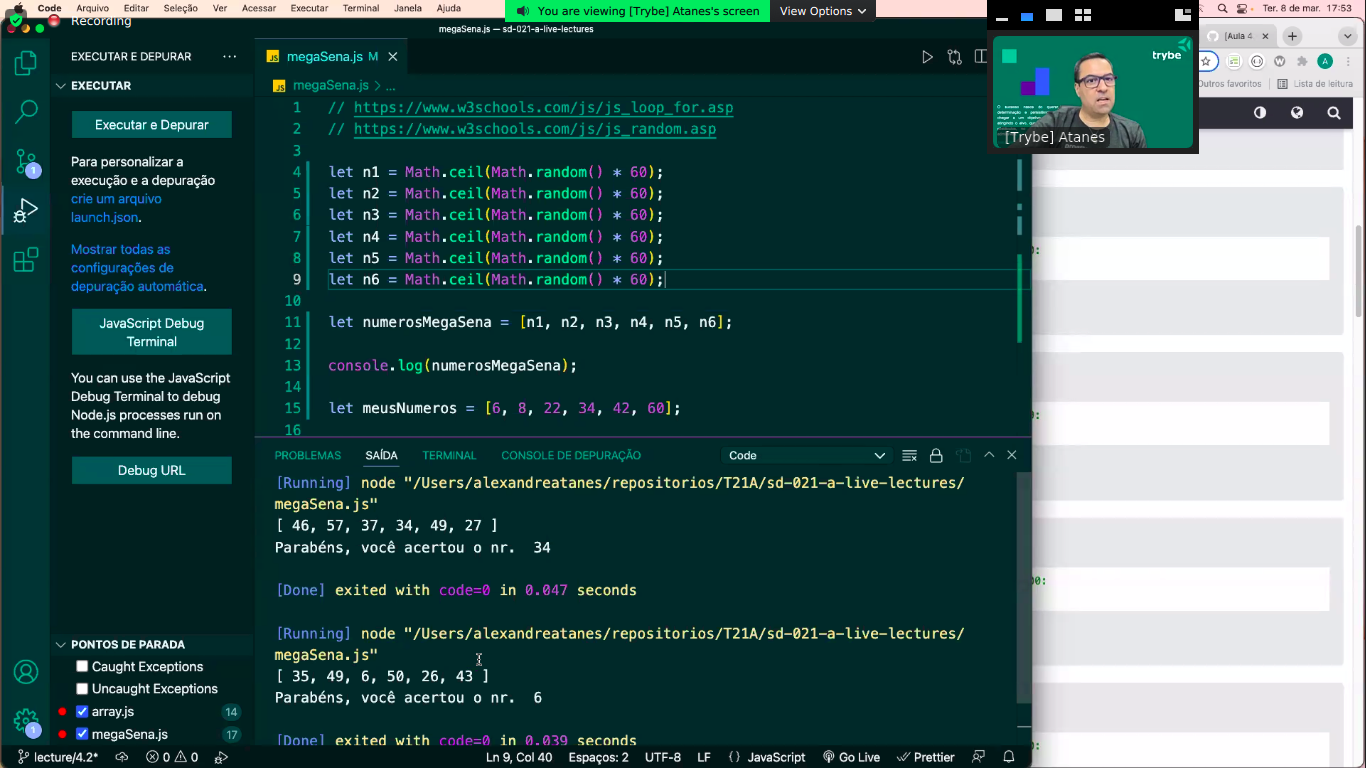 Code Arquivo Editar Seleção Ver Acessar Executar Terminal Janela Ajuda
You are viewing [Trybe] Atanes's screen
View Options
Ter. 8 de mar. 17:53
Recording
megaSena.js — sd-021-a-live-lectures
EXECUTAR E DEPURAR ...
megaSena.js M
[Aula 4
EXECUTAR
megaSena.js > ...
Outros favoritos
Lista de leitura
trybe
[Trybe] Atanes
Executar e Depurar
Para personalizar a
execução e a depuração
crie um arquivo
launch.json.
Mostrar todas as
configurações de
depuração automática.
JavaScript Debug
Terminal
You can use the JavaScript
Debug Terminal to debug
Node.js processes run on
the command line.
Debug URL
1 // https://www.w3schools.com/js/js_loop_for.asp
2 // https://www.w3schools.com/js/js_random.asp
3
4 let n1 = Math.ceil(Math.random() * 60);
5 let n2 = Math.ceil(Math.random() * 60);
6 let n3 = Math.ceil(Math.random() * 60);
7 let n4 = Math.ceil(Math.random() * 60);
8 let n5 = Math.ceil(Math.random() * 60);
9 let n6 = Math.ceil(Math.random() * 60);
10
11 let numerosMegaSena = [n1, n2, n3, n4, n5, n6];
12
13 console.log(numerosMegaSena);
14
15 let meusNumeros = [6, 8, 22, 34, 42, 60];
16
PROBLEMAS SAÍDA TERMINAL CONSOLE DE DEPURAÇÃO Code
[Running] node "/Users/alexandreatanes/repositorios/T21A/sd-021-a-live-lectures/
megaSena.js"
[ 46, 57, 37, 34, 49, 27 ]
Parabéns, você acertou o nr. 34
[Done] exited with code=0 in 0.047 seconds
[Running] node "/Users/alexandreatanes/repositorios/T21A/sd-021-a-live-lectures/
megaSena.js"
[ 35, 49, 6, 50, 26, 43 ]
Parabéns, você acertou o nr. 6
[Done] exited with code=0 in 0.039 seconds
PONTOS DE PARADA
Caught Exceptions
Uncaught Exceptions
array.js 14
megaSena.js 17
lecture/4.2* 0 0
Ln 9, Col 40 Espaços: 2 UTF-8 LF {} JavaScript Go Live Prettier